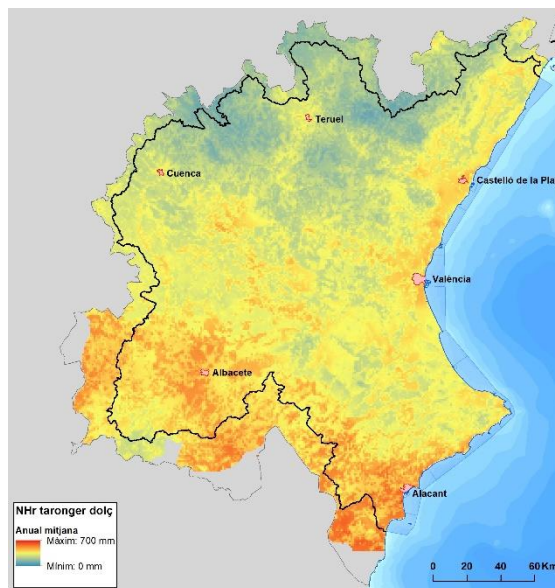 Teruel
Cuenca
Castelló de la Pla
València
Albacete
Alacant
NHr taronger dolç
Anual mitjana
Màxim: 700 mm
Mínim: 0 mm
0 20 40 60 Km